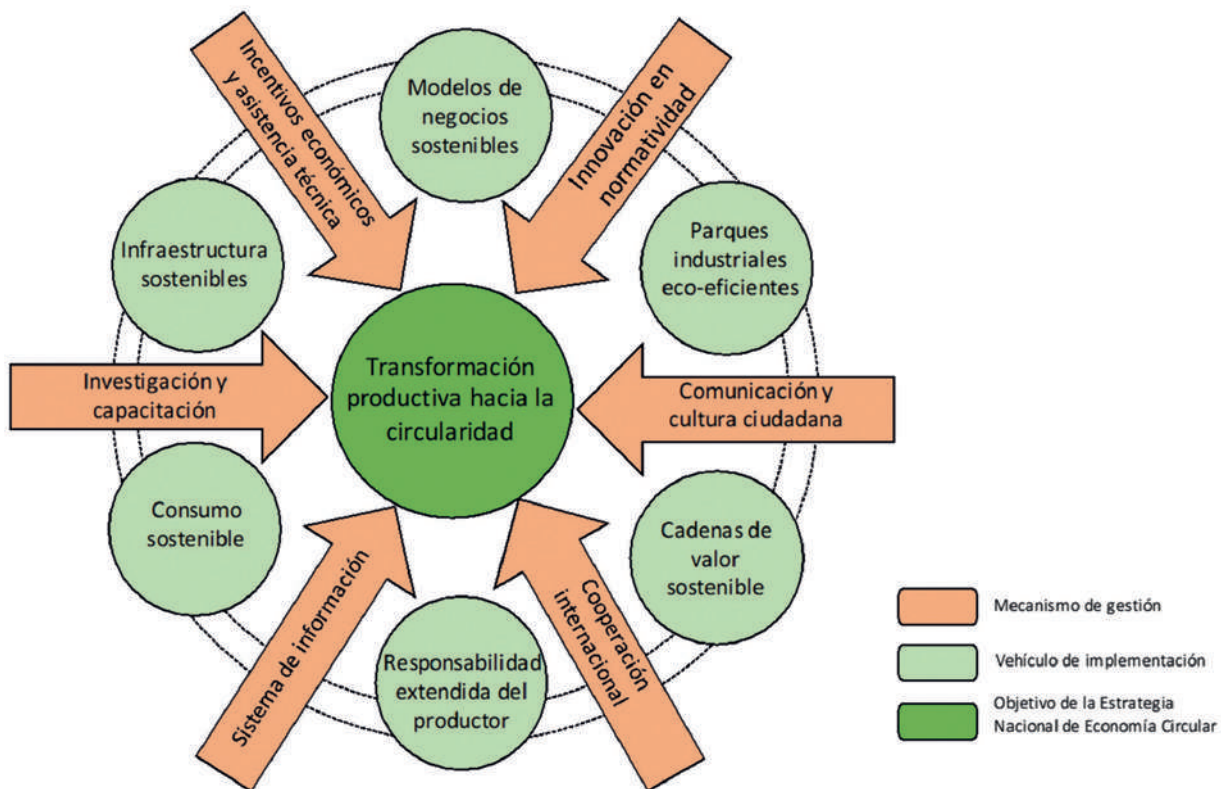 Incentivos económicos
y asistencia técnica
Modelos de
negocios
sostenibles
Innovación en
normatividad
Infraestructura
sostenibles
Parques
industriales
eco-eficientes
Investigación y
capacitación
Transformación
productiva hacia la
circularidad
Comunicación y
cultura ciudadana
Consumo
sostenible
Cadenas de
valor
sostenible
Sistema de información
Responsabilidad
extendida del
productor
Cooperación
internacional
Mecanismo de gestión
Vehículo de implementación
Objetivo de la Estrategia
Nacional de Economía Circular